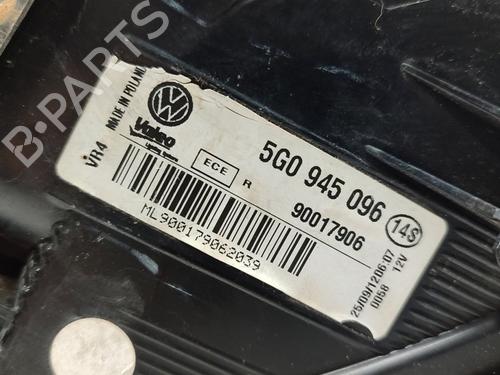 B-PARTS
MADE IN POLAND
VR4
Valeo
ECE
R
5G0 945 096
90017906
14S
ML900179062039
25/09/12 06:07
0058 12V